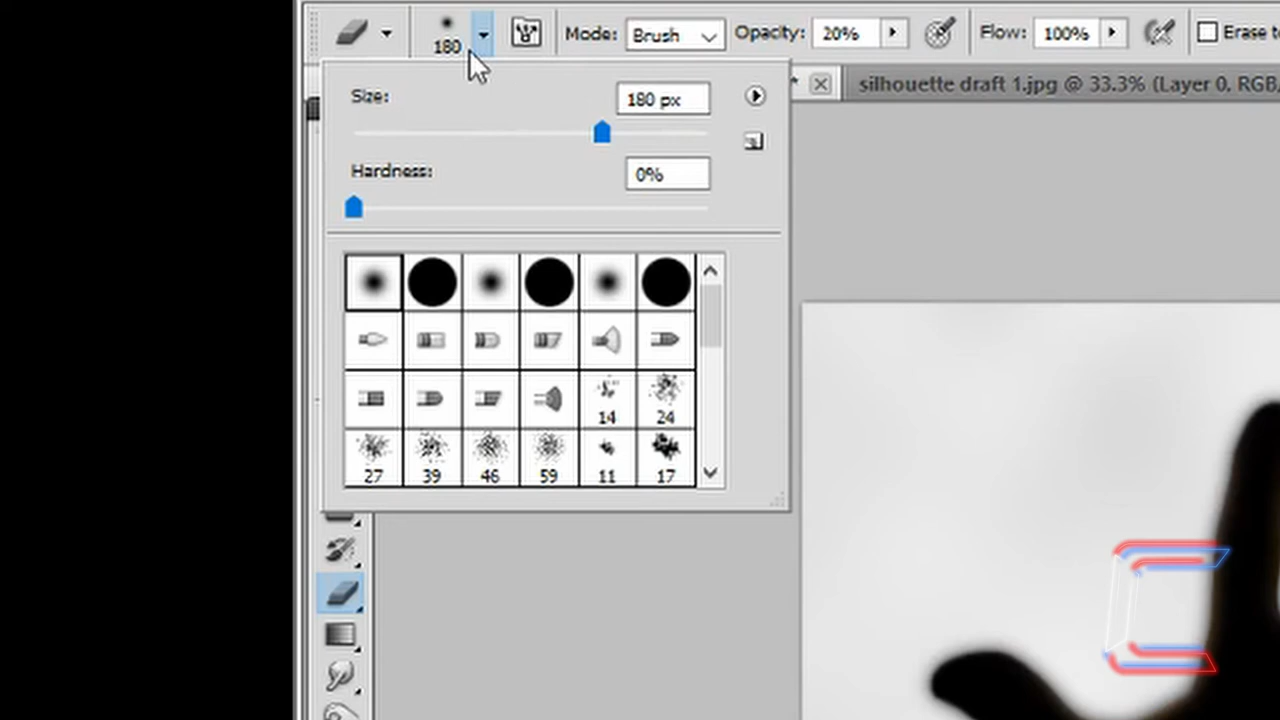 180
Mode: Brush Opacity: 20% Flow: 100% Erase to
Size: 180 px
silhouette draft 1.jpg @ 33.3% (Layer 0, RGB/
Hardness: 0%
14 24
27 39 46 59 11 17